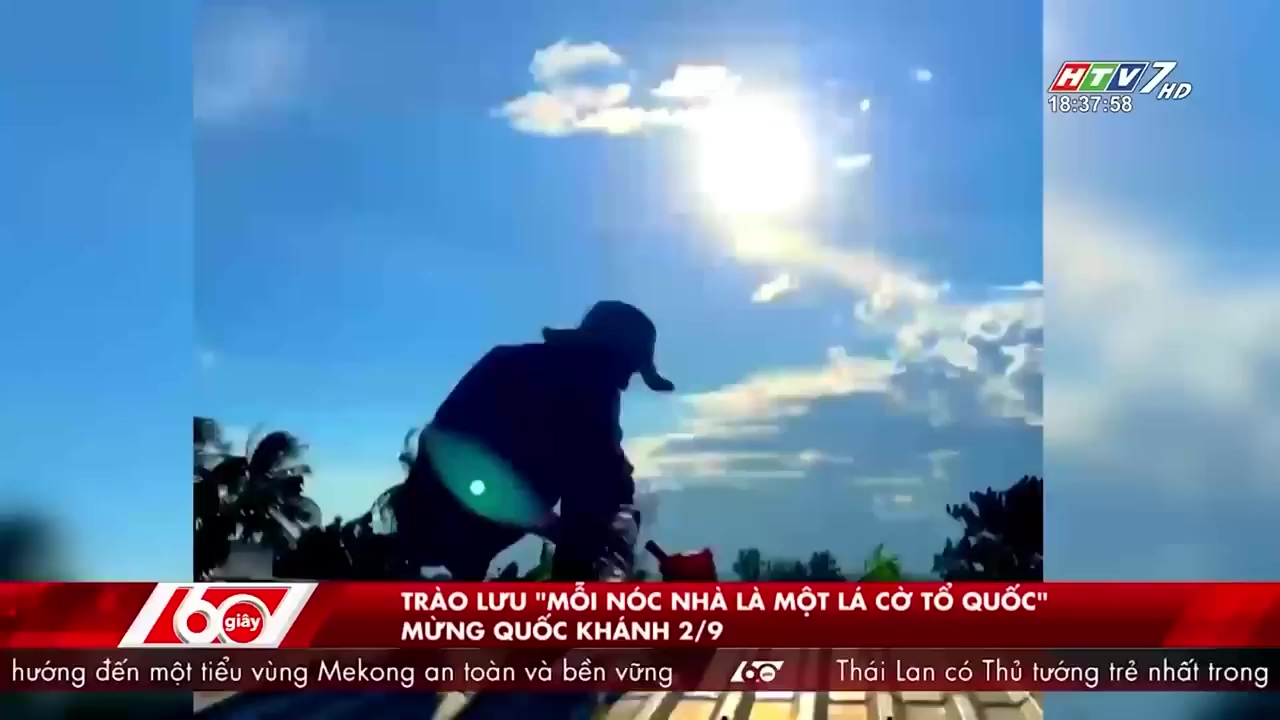 HTV7 HD
18:37:58
60 giây
TRÀO LƯU "MỖI NÓC NHÀ LÀ MỘT LÁ CỜ TỔ QUỐC"
MỪNG QUỐC KHÁNH 2/9
hướng đến một tiểu vùng Mekong an toàn và bền vững 60 giây Thái Lan có Thủ tướng trẻ nhất trong